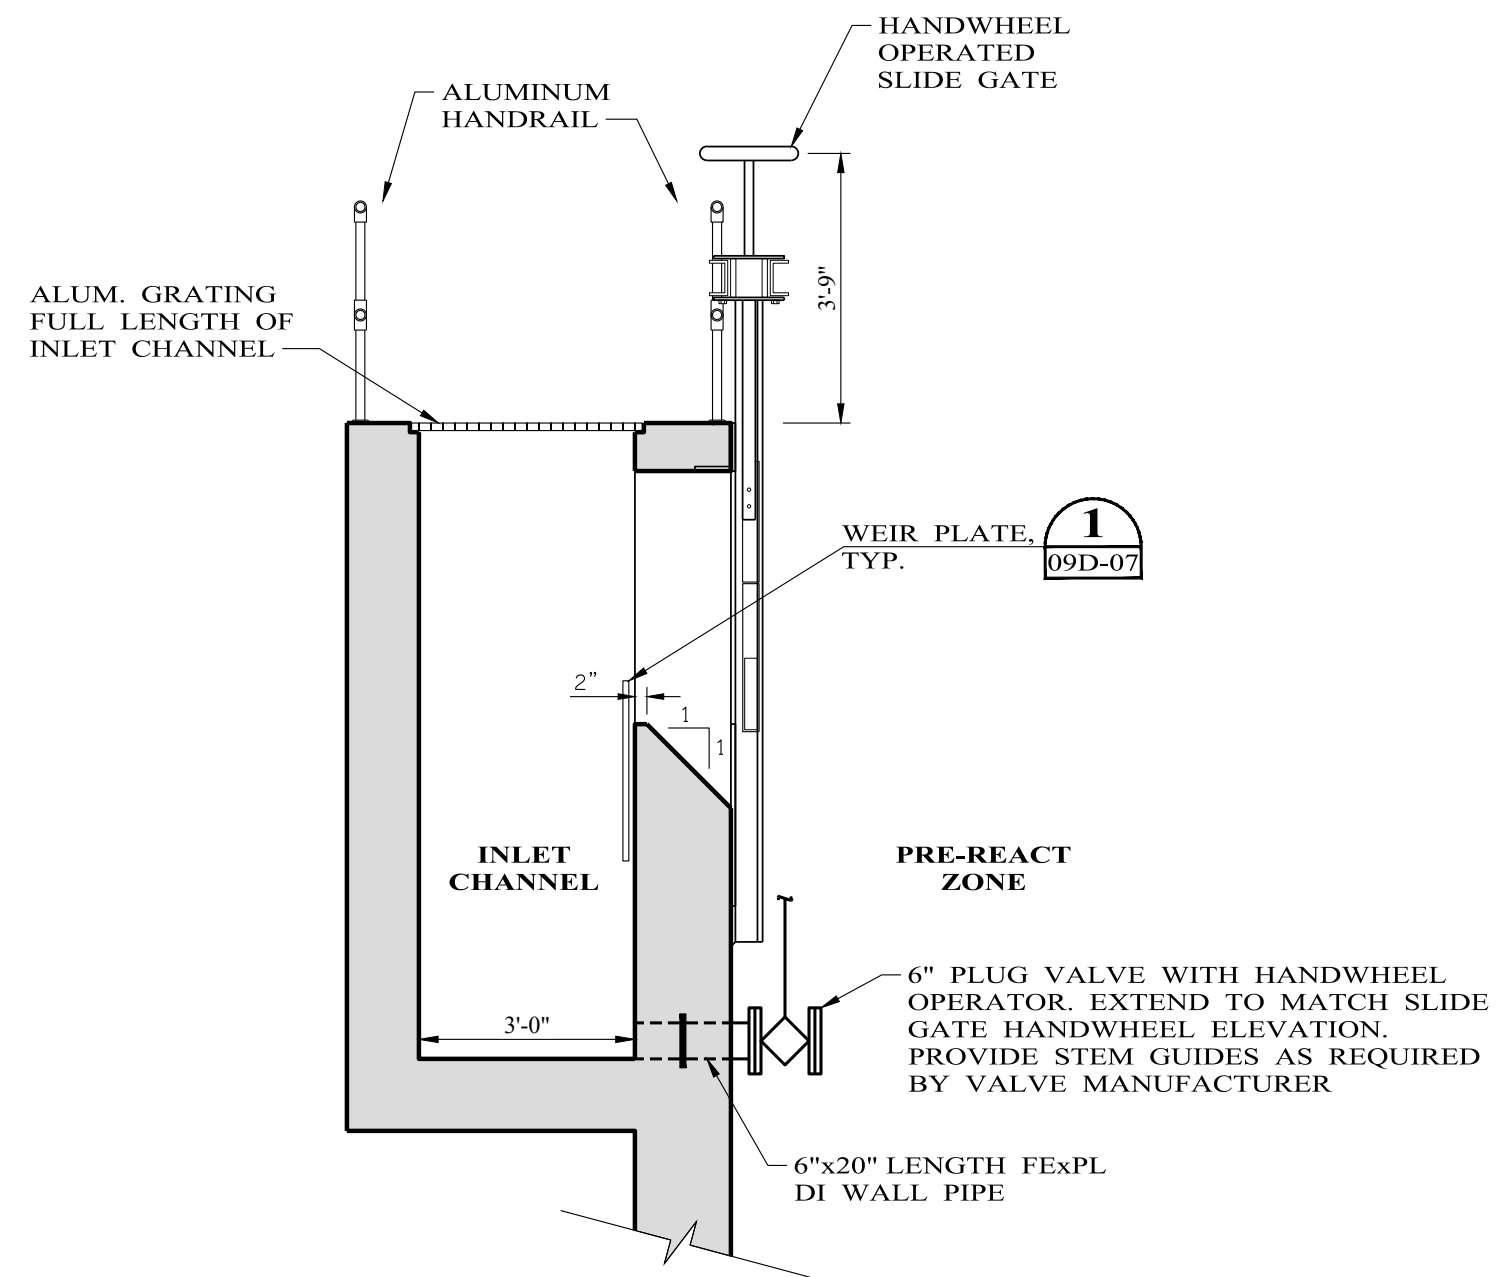 HANDWHEEL
OPERATED
SLIDE GATE
ALUMINUM
HANDRAIL
3'-9"
ALUM. GRATING
FULL LENGTH OF
INLET CHANNEL
WEIR PLATE,
TYP.
1
09D-07
2”
1
1
INLET
CHANNEL
PRE-REACT
ZONE
3'-0"
6" PLUG VALVE WITH HANDWHEEL
OPERATOR. EXTEND TO MATCH SLIDE
GATE HANDWHEEL ELEVATION.
PROVIDE STEM GUIDES AS REQUIRED
BY VALVE MANUFACTURER
6"x20" LENGTH FExPL
DI WALL PIPE